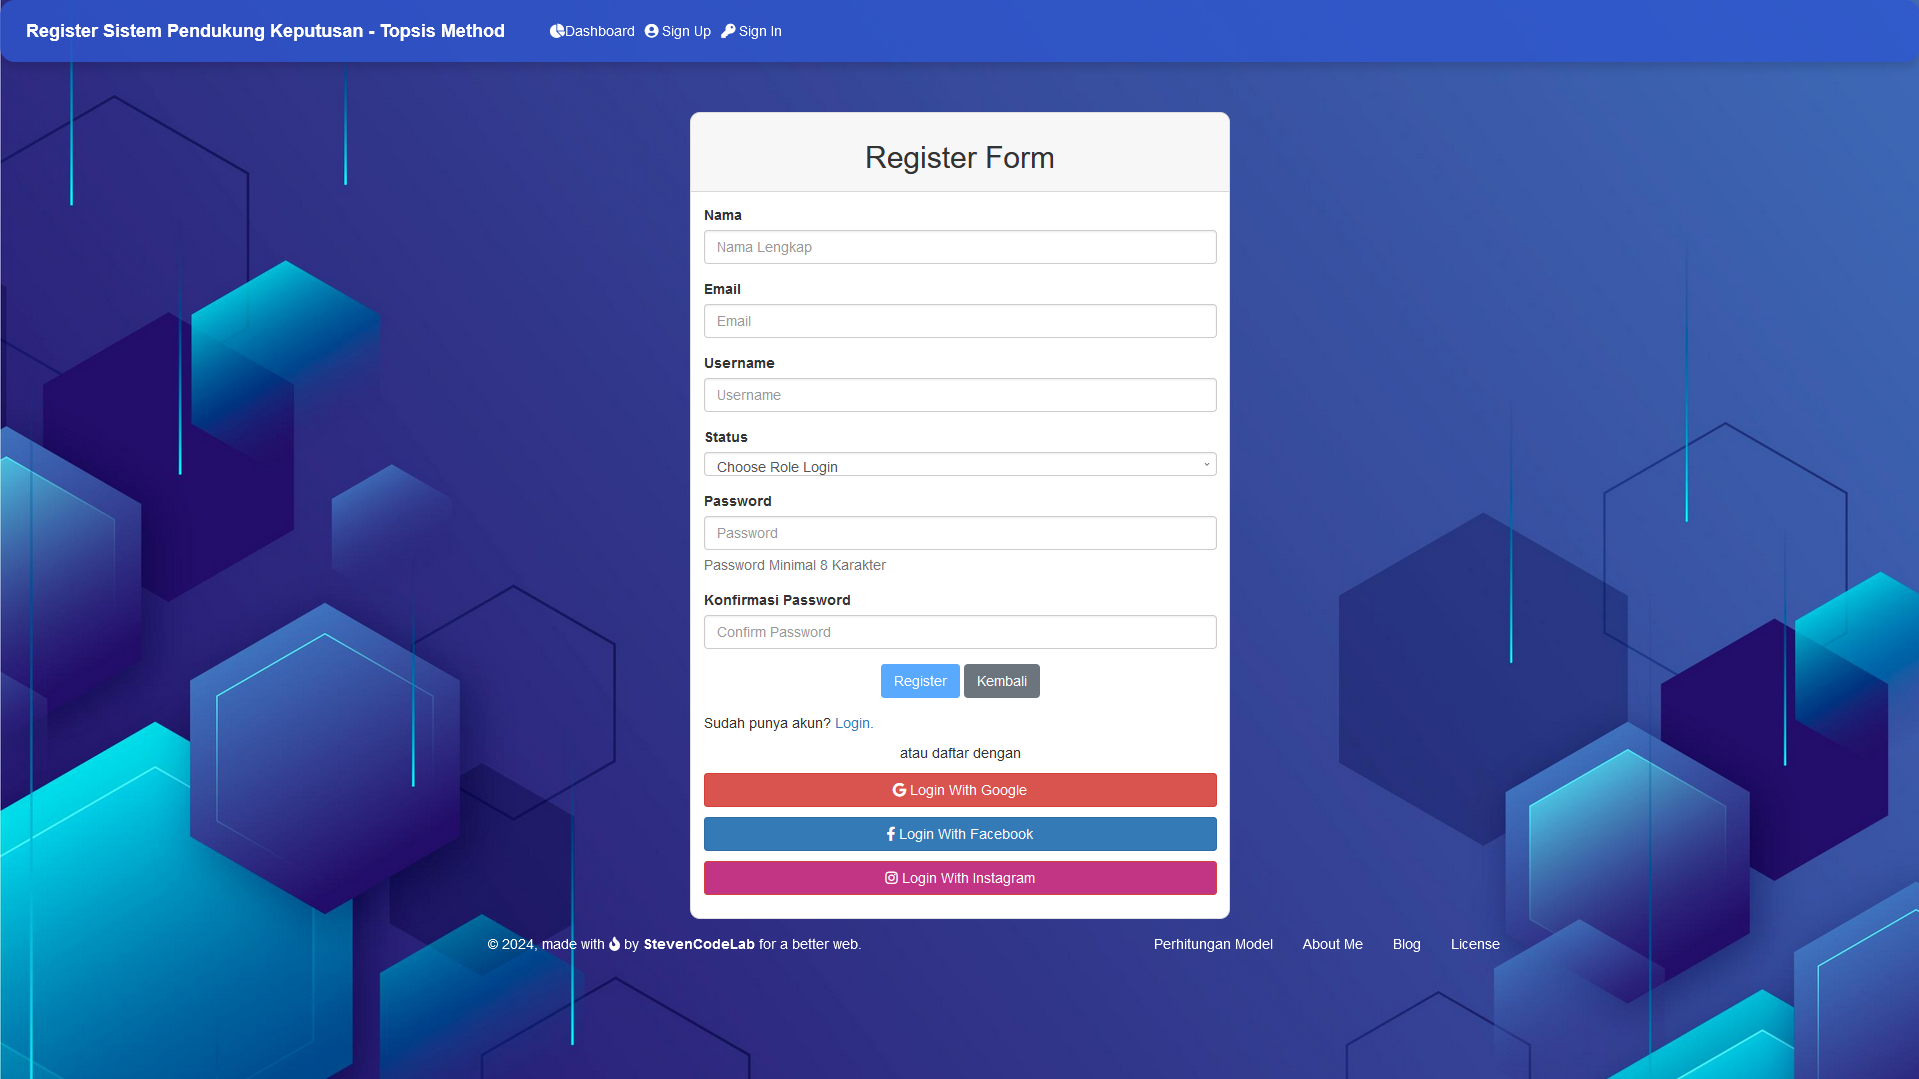 Register Sistem Pendukung Keputusan - Topsis Method
Dashboard Sign Up Sign In
Register Form
Nama
Nama Lengkap
Email
Email
Username
Username
Status
Choose Role Login
Password
Password
Password Minimal 8 Karakter
Konfirmasi Password
Confirm Password
Register Kembali
Sudah punya akun? Login.
atau daftar dengan
Login With Google
Login With Facebook
Login With Instagram
© 2024, made with by StevenCodeLab for a better web.
Perhitungan Model About Me Blog License